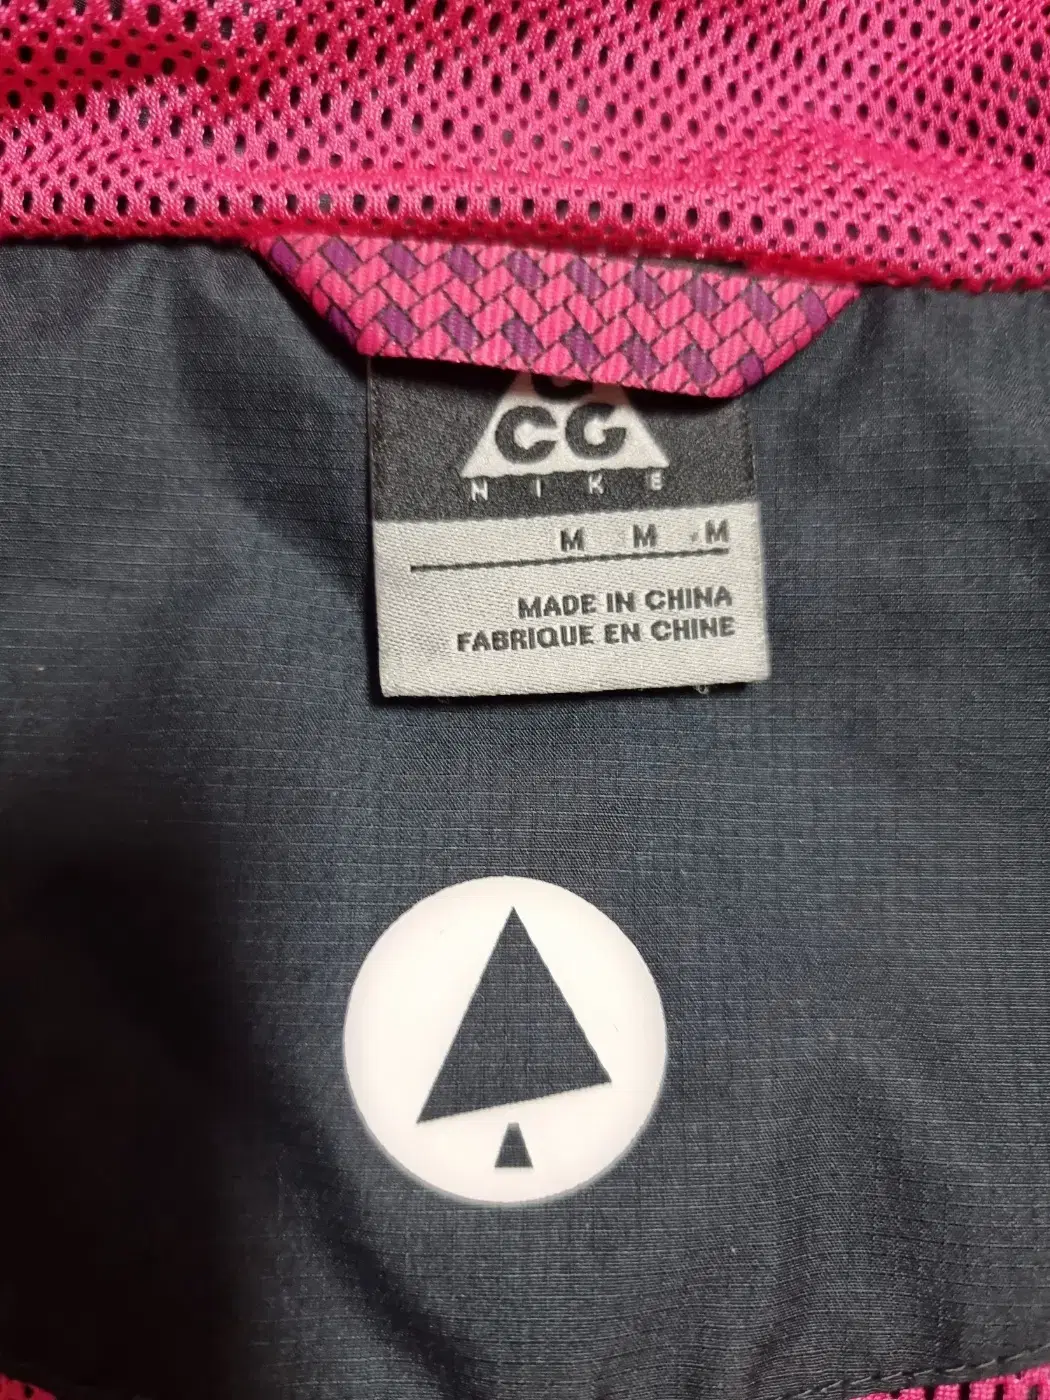 CG
NIKE
M M M
MADE IN CHINA
FABRIQUE EN CHINE